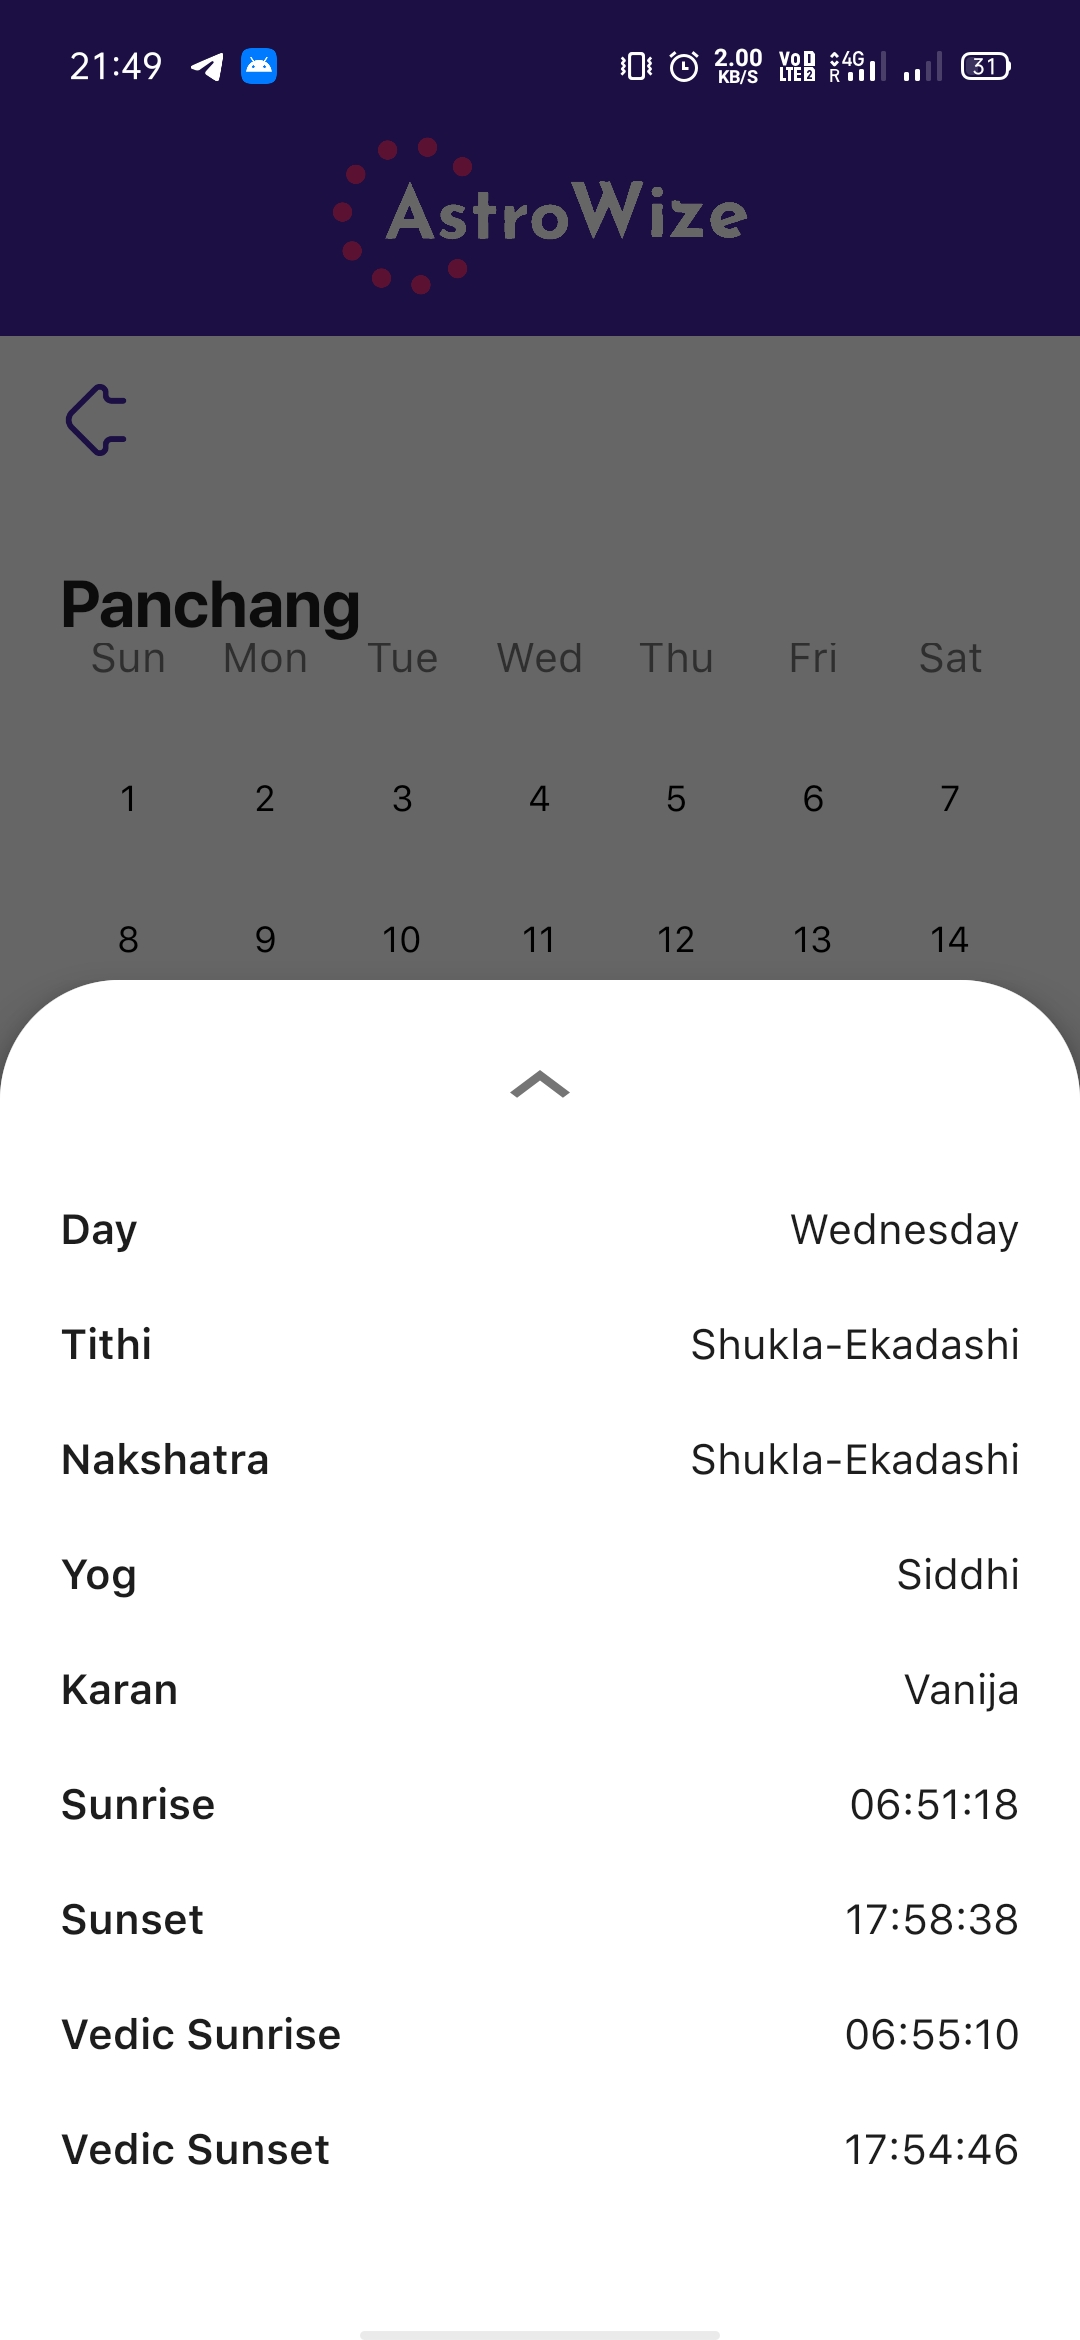 21:49 2.00 KB/S VoD LTE 2 4G R 31
AstroWize
Panchang
Sun Mon Tue Wed Thu Fri Sat
1 2 3 4 5 6 7
8 9 10 11 12 13 14
Day Wednesday
Tithi Shukla-Ekadashi
Nakshatra Shukla-Ekadashi
Yog Siddhi
Karan Vanija
Sunrise 06:51:18
Sunset 17:58:38
Vedic Sunrise 06:55:10
Vedic Sunset 17:54:46